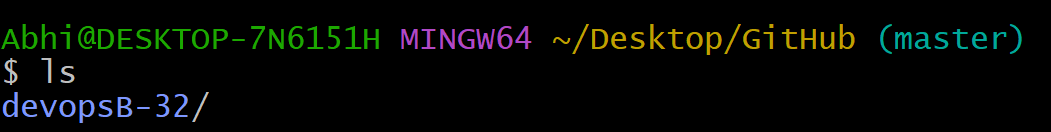 Abhi@DESKTOP-7N6151H MINGW64 ~/Desktop/GitHub (master)
$ ls
devopsB-32/